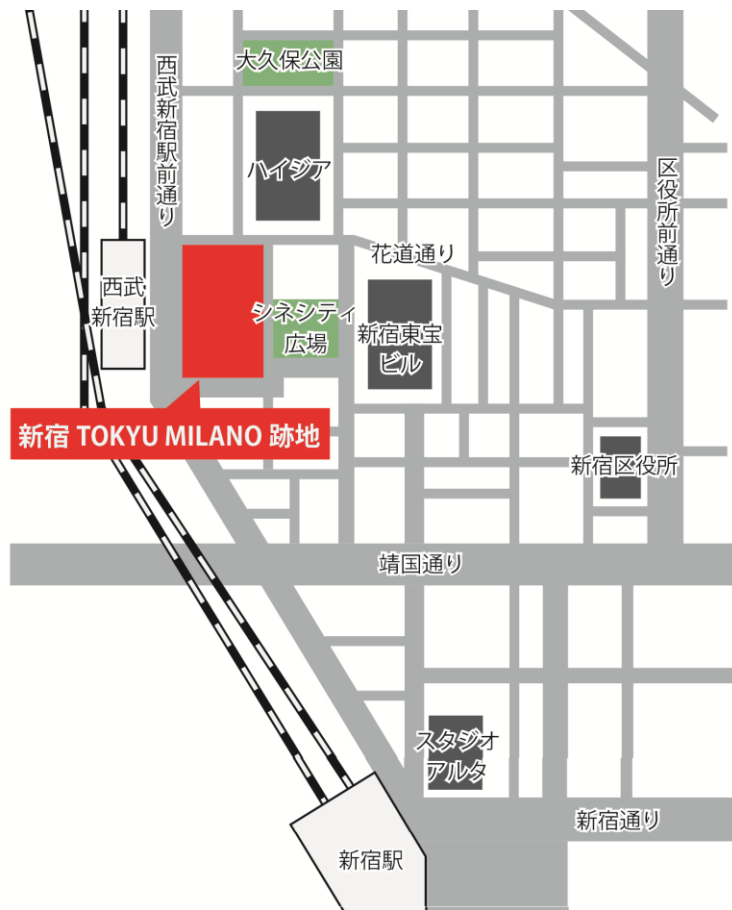 大久保公園
西武新宿駅前通り
ハイジア
区役所前通り
花道通り
西武
新宿駅
シネシティ
広場
新宿東宝
ビル
新宿 TOKYU MILANO 跡地
新宿区役所
靖国通り
スタジオ
アルタ
新宿通り
新宿駅